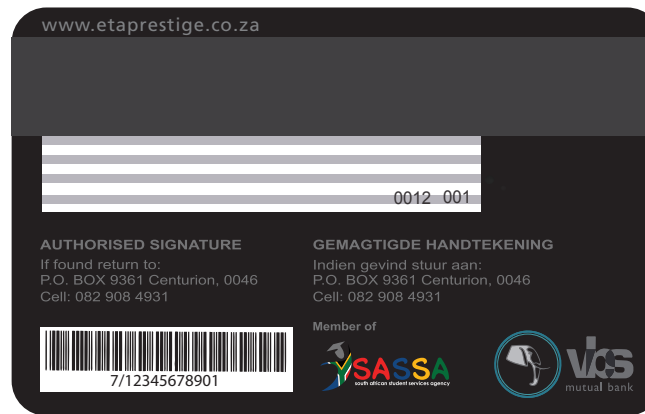 www.etaprestige.co.za
0012 001
AUTHORISED SIGNATURE
If found return to:
P.O. BOX 9361 Centurion, 0046
Cell: 082 908 4931
GEMAGTIGDE HANDTEKENING
Indien gevind stuur aan:
P.O. BOX 9361 Centurion, 0046
Cell: 082 908 4931
7/12345678901
Member of
SASSA
south african student services agency
vbs
mutual bank